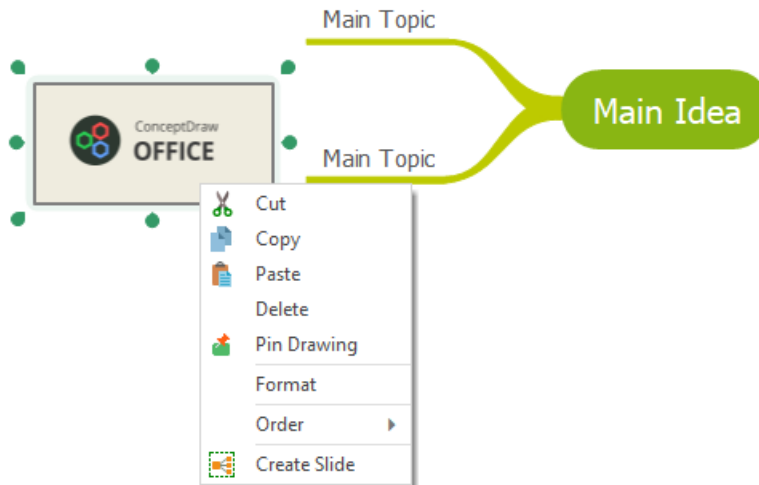 Main Topic
Main Idea
ConceptDraw
OFFICE
Main Topic
Cut
Copy
Paste
Delete
Pin Drawing
Format
Order
Create Slide